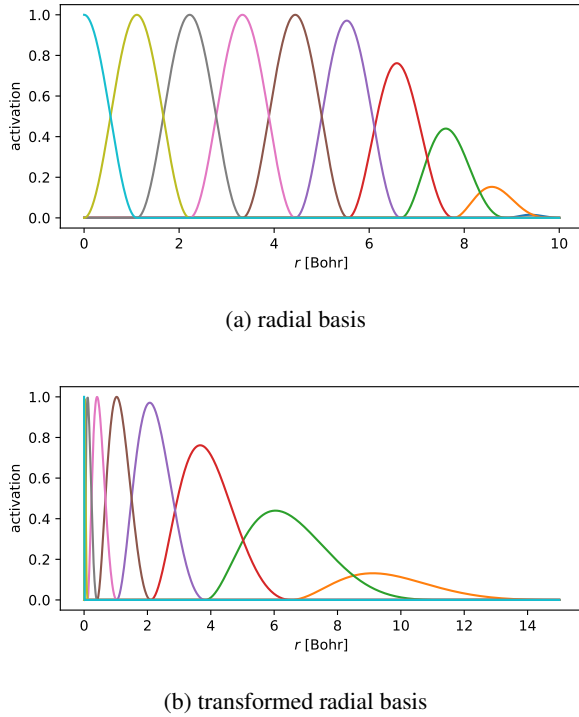 1.0
0.8
0.6
0.4
0.2
0.0
activation
0 2 4 6 8 10
r [Bohr]
(a) radial basis
1.0
0.8
0.6
0.4
0.2
0.0
activation
0 2 4 6 8 10 12 14
r [Bohr]
(b) transformed radial basis